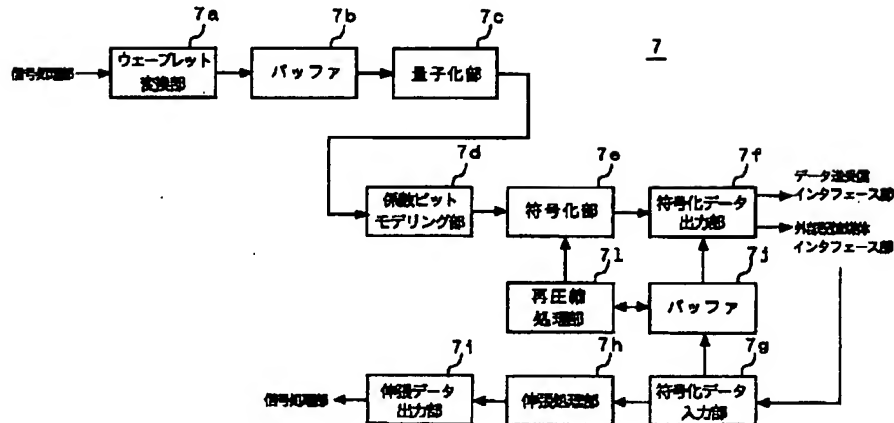 7a
7b
7c
7
信号処理部
ウェーブレット
変換部
バッファ
量子化部
7d
7e
7f
データ送受信
インタフェース部
係数ビット
モデリング部
符号化部
符号化データ
出力部
外部記録媒体
インタフェース部
7l
7j
再圧縮
処理部
バッファ
7i
7h
7g
信号処理部
伸張データ
出力部
伸張処理部
符号化データ
入力部